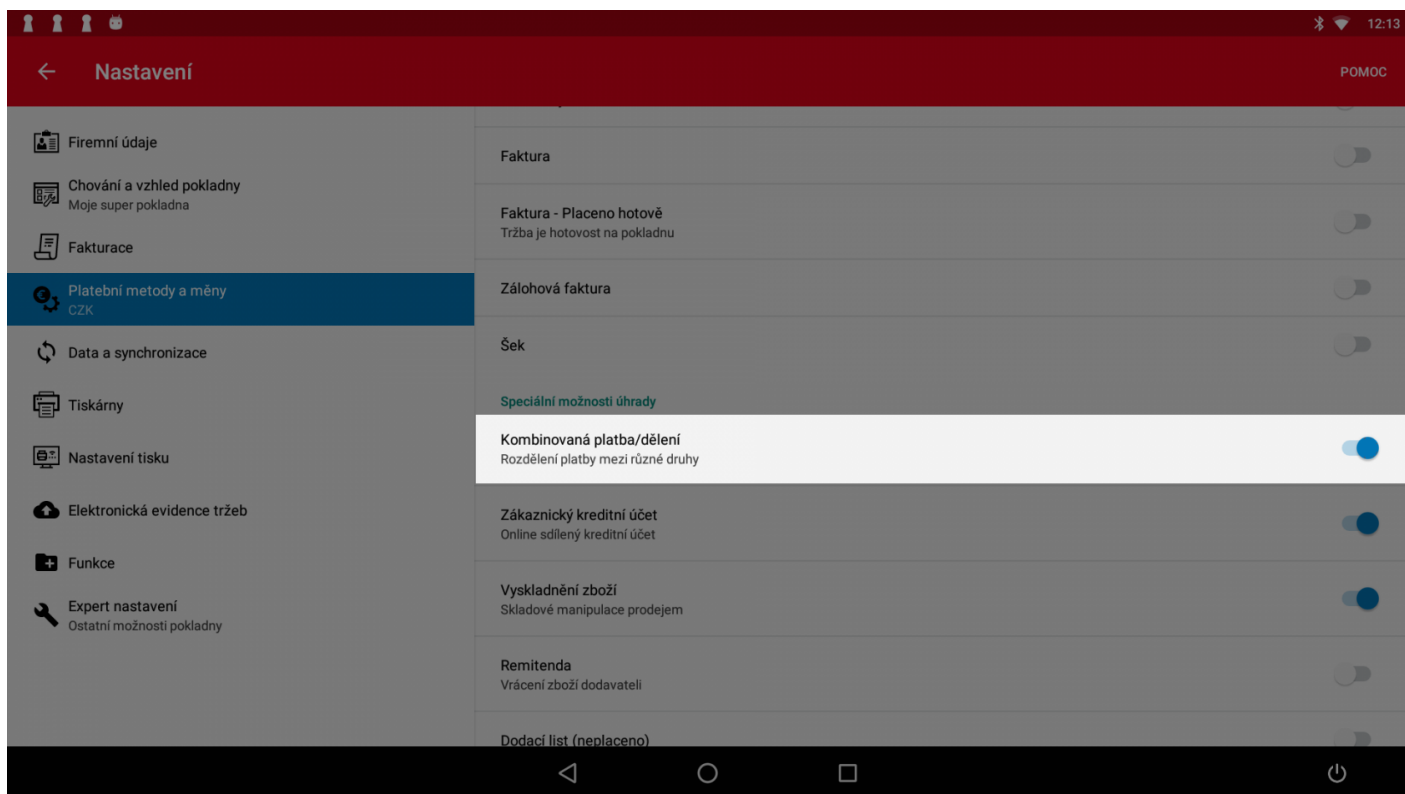 12:13
Nastavení
POMOC
Firemní údaje
Chování a vzhled pokladny
Moje super pokladna
Fakturace
Platební metody a měny
CZK
Data a synchronizace
Tiskárny
Nastavení tisku
Elektronická evidence tržeb
Funkce
Expert nastavení
Ostatní možnosti pokladny
Faktura
Faktura - Placeno hotově
Tržba je hotovost na pokladnu
Zálohová faktura
Šek
Speciální možnosti úhrady
Kombinovaná platba/dělení
Rozdělení platby mezi různé druhy
Zákaznický kreditní účet
Online sdílený kreditní účet
Vyskladnění zboží
Skladové manipulace prodejem
Remitenda
Vrácení zboží dodavateli
Dodací list (neplaceno)